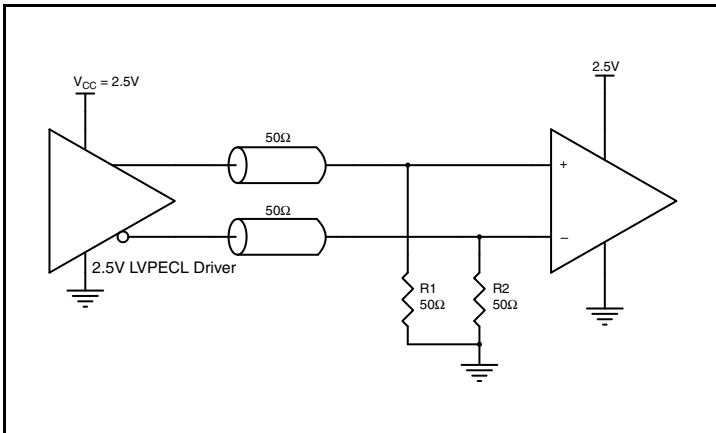 V_CC = 2.5V
2.5V
50Ω
50Ω
+
−
2.5V LVPECL Driver
R1
50Ω
R2
50Ω